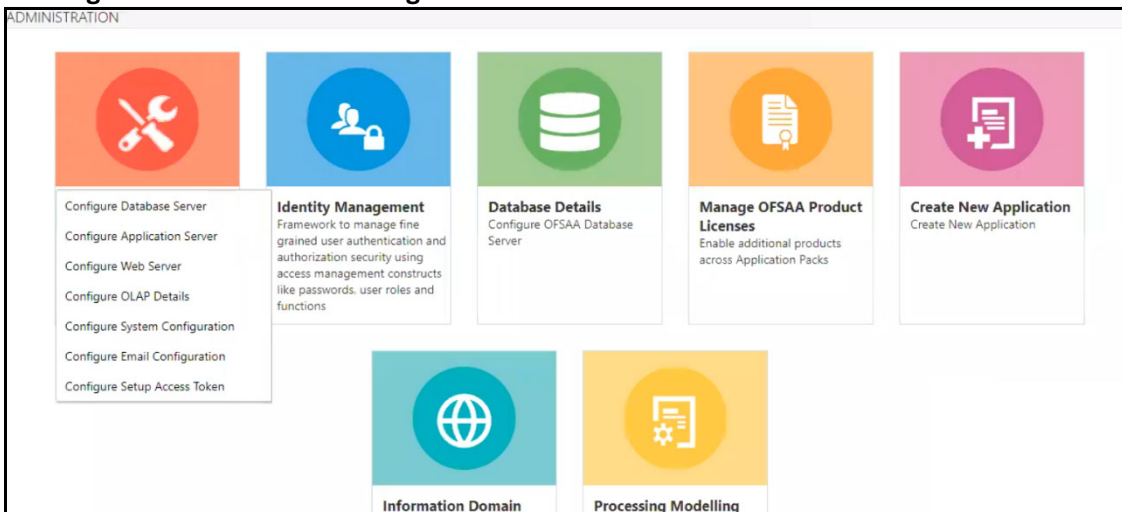 ADMINISTRATION
Configure Database Server
Configure Application Server
Configure Web Server
Configure OLAP Details
Configure System Configuration
Configure Email Configuration
Configure Setup Access Token
Identity Management
Framework to manage fine
grained user authentication and
authorization security using
access management constructs
like passwords, user roles and
functions
Database Details
Configure OFSAA Database
Server
Manage OFSAA Product
Licenses
Enable additional products
across Application Packs
Create New Application
Create New Application
Information Domain
Processing Modelling